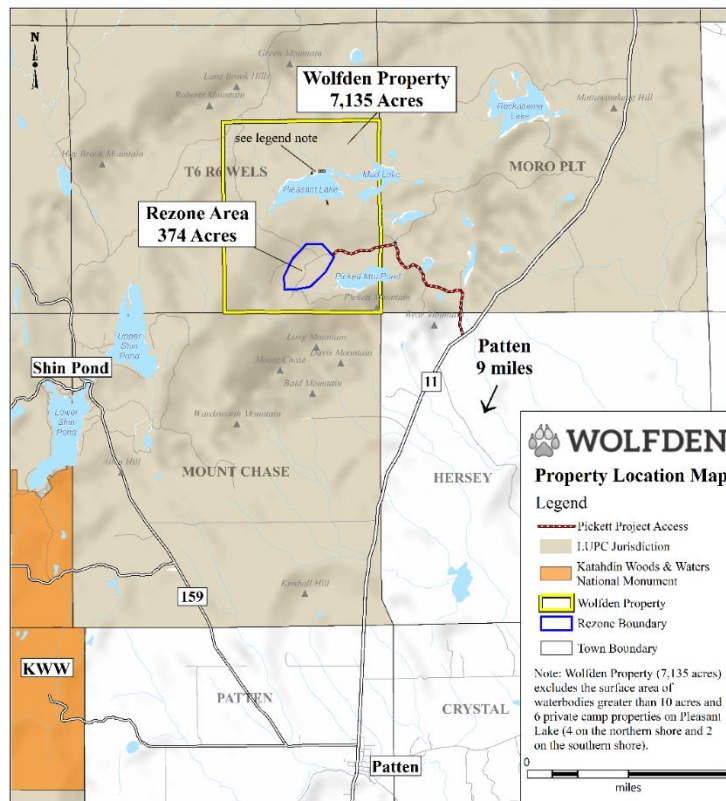 N
Green Mountain
Lane Brook Hills
Roberts Mountain
Wolfden Property
7,135 Acres
Rockabema
Lake
Mattawamkeag Hill
see legend note
Hay Brook Mountain
T6 R6 WELS
Pleasant Lake
Mud Lake
MORO PLT
Rezone Area
374 Acres
Pickett Mtn Pond
Pickett Mountain
Bear Mountain
Upper
Shin
Pond
Long Mountain
Mount Chase
Davis Mountain
Bald Mountain
Shin Pond
Lower
Shin
Pond
Wardsworth Mountain
Patten
9 miles
11
Allen Hill
MOUNT CHASE
HERSEY
Kimball Hill
159
KWW
PATTEN
CRYSTAL
Patten
WOLFDEN
Property Location Map
Legend
Pickett Project Access
LUPC Jurisdiction
Katahdin Woods & Waters
National Monument
Wolfden Property
Rezone Boundary
Town Boundary
Note: Wolfden Property (7,135 acres)
excludes the surface area of
waterbodies greater than 10 acres and
6 private camp properties on Pleasant
Lake (4 on the northern shore and 2
on the southern shore).
0
miles